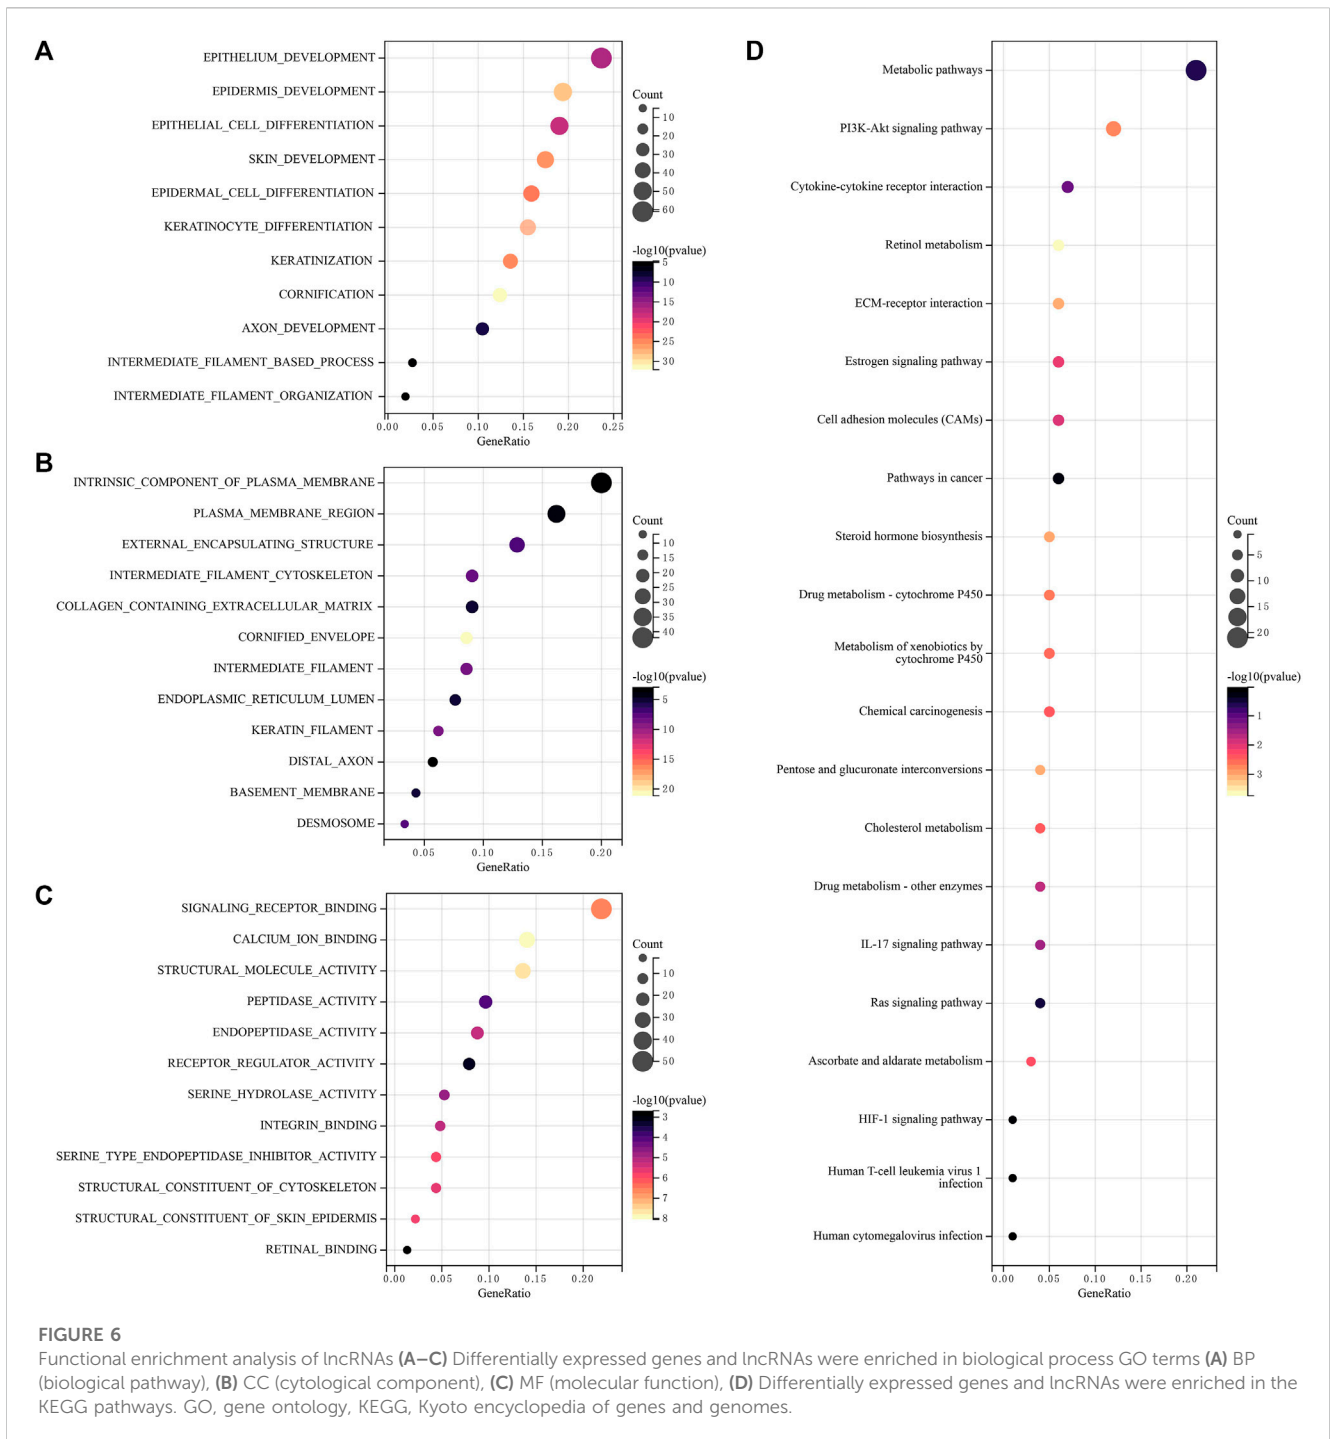 A
EPITHELIUM_DEVELOPMENT
EPIDERMIS_DEVELOPMENT
EPITHELIAL_CELL_DIFFERENTIATION
SKIN_DEVELOPMENT
EPIDERMAL_CELL_DIFFERENTIATION
KERATINOCYTE_DIFFERENTIATION
KERATINIZATION
CORNIFICATION
AXON_DEVELOPMENT
INTERMEDIATE_FILAMENT_BASED_PROCESS
INTERMEDIATE_FILAMENT_ORGANIZATION
0.00 0.05 0.10 0.15 0.20 0.25
GeneRatio
Count
10
20
30
40
50
60
-log10(pvalue)
5
10
15
20
25
30
B
INTRINSIC_COMPONENT_OF_PLASMA_MEMBRANE
PLASMA_MEMBRANE_REGION
EXTERNAL_ENCAPSULATING_STRUCTURE
INTERMEDIATE_FILAMENT_CYTOSKELETON
COLLAGEN_CONTAINING_EXTRACELLULAR_MATRIX
CORNIFIED_ENVELOPE
INTERMEDIATE_FILAMENT
ENDOPLASMIC_RETICULUM_LUMEN
KERATIN_FILAMENT
DISTAL_AXON
BASEMENT_MEMBRANE
DESMOSOME
0.05 0.10 0.15 0.20
GeneRatio
Count
10
15
20
25
30
35
40
-log10(pvalue)
5
10
15
20
C
SIGNALING_RECEPTOR_BINDING
CALCIUM_ION_BINDING
STRUCTURAL_MOLECULE_ACTIVITY
PEPTIDASE_ACTIVITY
ENDOPEPTIDASE_ACTIVITY
RECEPTOR_REGULATOR_ACTIVITY
SERINE_HYDROLASE_ACTIVITY
INTEGRIN_BINDING
SERINE_TYPE_ENDOPEPTIDASE_INHIBITOR_ACTIVITY
STRUCTURAL_CONSTITUENT_OF_CYTOSKELETON
STRUCTURAL_CONSTITUENT_OF_SKIN_EPIDERMIS
RETINAL_BINDING
0.00 0.05 0.10 0.15 0.20
GeneRatio
Count
10
20
30
40
50
-log10(pvalue)
3
4
5
6
7
8
D
Metabolic pathways
PI3K-Akt signaling pathway
Cytokine-cytokine receptor interaction
Retinol metabolism
ECM-receptor interaction
Estrogen signaling pathway
Cell adhesion molecules (CAMs)
Pathways in cancer
Steroid hormone biosynthesis
Drug metabolism - cytochrome P450
Metabolism of xenobiotics by
cytochrome P450
Chemical carcinogenesis
Pentose and glucuronate interconversions
Cholesterol metabolism
Drug metabolism - other enzymes
IL-17 signaling pathway
Ras signaling pathway
Ascorbate and aldarate metabolism
HIF-1 signaling pathway
Human T-cell leukemia virus 1
infection
Human cytomegalovirus infection
0.00 0.05 0.10 0.15 0.20
GeneRatio
Count
5
10
15
20
-log10(pvalue)
1
2
3
FIGURE 6
Functional enrichment analysis of lncRNAs (A–C) Differentially expressed genes and lncRNAs were enriched in biological process GO terms (A) BP
(biological pathway), (B) CC (cytological component), (C) MF (molecular function), (D) Differentially expressed genes and lncRNAs were enriched in the
KEGG pathways. GO, gene ontology, KEGG, Kyoto encyclopedia of genes and genomes.